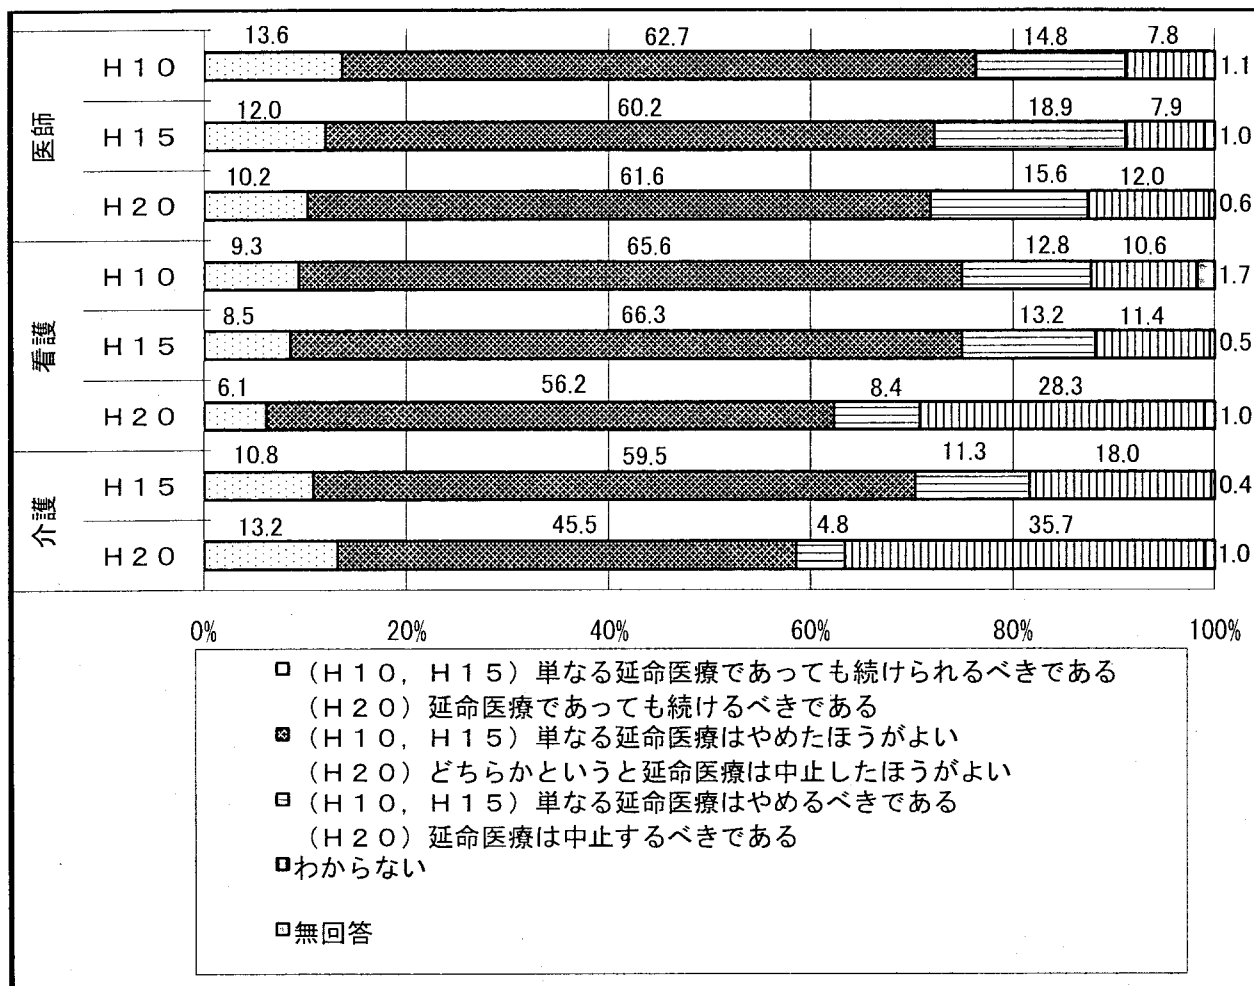 医師
13.6 62.7 14.8 7.8
H10 1.1
12.0 60.2 18.9 7.9
H15 1.0
10.2 61.6 15.6 12.0
H20 0.6
看護
9.3 65.6 12.8 10.6
H10 1.7
8.5 66.3 13.2 11.4
H15 0.5
6.1 56.2 8.4 28.3
H20 1.0
介護
10.8 59.5 11.3 18.0
H15 0.4
13.2 45.5 4.8 35.7
H20 1.0
0% 20% 40% 60% 80% 100%
(H10, H15) 単なる延命医療であっても続けられるべきである
(H20) 延命医療であっても続けるべきである
(H10, H15) 単なる延命医療はやめたほうがよい
(H20) どちらかというと延命医療は中止したほうがよい
(H10, H15) 単なる延命医療はやめるべきである
(H20) 延命医療は中止するべきである
わからない
無回答